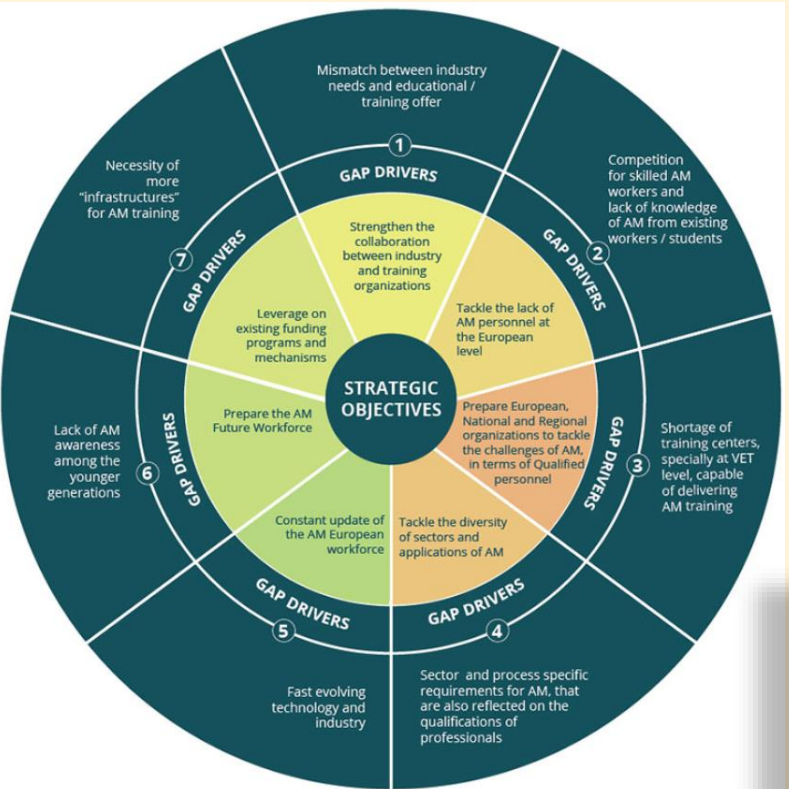 Mismatch between industry
needs and educational /
training offer
1
GAP DRIVERS
Strengthen the
collaboration
between industry
and training
organizations
Competition
for skilled AM
workers and
lack of knowledge
of AM from existing
workers / students
2
GAP DRIVERS
Tackle the lack of
AM personnel at
the European
level
Shortage of
training centers,
specially at VET
level, capable
of delivering
AM training
3
GAP DRIVERS
Prepare European,
National and Regional
organizations to tackle
the challenges of AM,
in terms of Qualified
personnel
Sector and process specific
requirements for AM, that
are also reflected on the
qualifications of
professionals
4
GAP DRIVERS
Tackle the diversity
of sectors and
applications of AM
Fast evolving
technology and
industry
5
GAP DRIVERS
Constant update of
the AM European
workforce
Lack of AM
awareness
among the
younger
generations
6
GAP DRIVERS
Prepare the AM
Future Workforce
Necessity of
more
“infrastructures”
for AM training
7
GAP DRIVERS
Leverage on
existing funding
programs and
mechanisms
STRATEGIC
OBJECTIVES